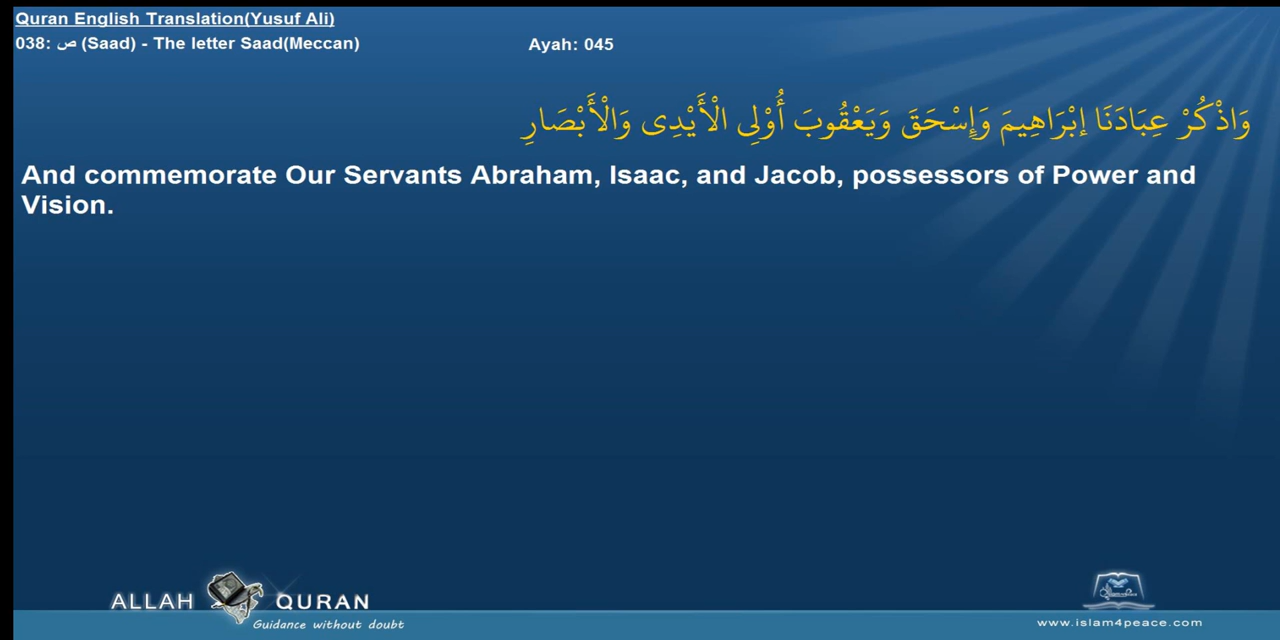 Quran English Translation(Yusuf Ali)
038: ص (Saad) - The letter Saad(Meccan) Ayah: 045
وَاذْكُرْ عِبَادَنَا إبْرَاهِيمَ وَإِسْحَقَ وَيَعْقُوبَ أُوْلِى الْأَيْدِى وَالْأَبْصَارِ
And commemorate Our Servants Abraham, Isaac, and Jacob, possessors of Power and
Vision.
ALLAH QURAN
Guidance without doubt
www.islam4peace.com